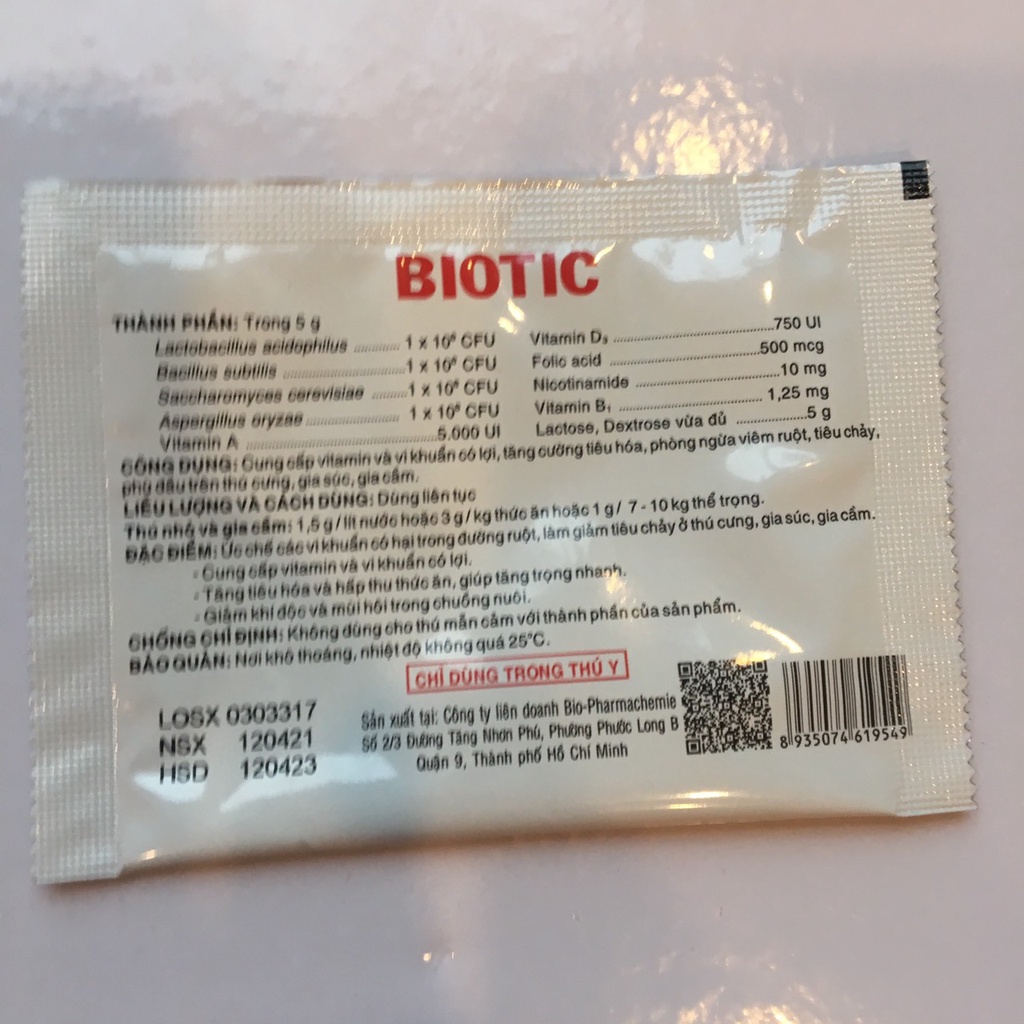 BIOTIC
THÀNH PHẦN: Trong 5 g
Lactobacillus acidophilus ............ 1 x 10⁶ CFU
Bacillus subtilis ............ 1 x 10⁶ CFU
Saccharomyces cerevisiae ............ 1 x 10⁶ CFU
Aspergillus oryzae ............ 1 x 10⁶ CFU
Vitamin A ............ 5.000 UI
Vitamin D₃ ............ 750 UI
Folic acid ............ 500 mcg
Nicotinamide ............ 10 mg
Vitamin B₁ ............ 1,25 mg
Lactose, Dextrose vừa đủ ............ 5 g
CÔNG DỤNG: Cung cấp vitamin và vi khuẩn có lợi, tăng cường tiêu hóa, phòng ngừa viêm ruột, tiêu chảy,
phù đầu trên thú cưng, gia súc, gia cầm.
LIỀU LƯỢNG VÀ CÁCH DÙNG: Dùng liên tục
Thú nhỏ và gia cầm: 1,5 g / lít nước hoặc 3 g / kg thức ăn hoặc 1 g / 7 - 10 kg thể trọng.
ĐẶC ĐIỂM: Ức chế các vi khuẩn có hại trong đường ruột, làm giảm tiêu chảy ở thú cưng, gia súc, gia cầm.
- Cung cấp vitamin và vi khuẩn có lợi.
- Tăng tiêu hóa và hấp thu thức ăn, giúp tăng trọng nhanh.
- Giảm khí độc và mùi hôi trong chuồng nuôi.
CHỐNG CHỈ ĐỊNH: Không dùng cho thú mẫn cảm với thành phần của sản phẩm.
BẢO QUẢN: Nơi khô thoáng, nhiệt độ không quá 25°C.
CHỈ DÙNG TRONG THÚ Y
LOSX 0303317
NSX 120421
HSD 120423
Sản xuất tại: Công ty liên doanh Bio-Pharmachemie
Số 2/3 Đường Tăng Nhơn Phú, Phường Phước Long B
Quận 9, Thành phố Hồ Chí Minh
8 935074 619549